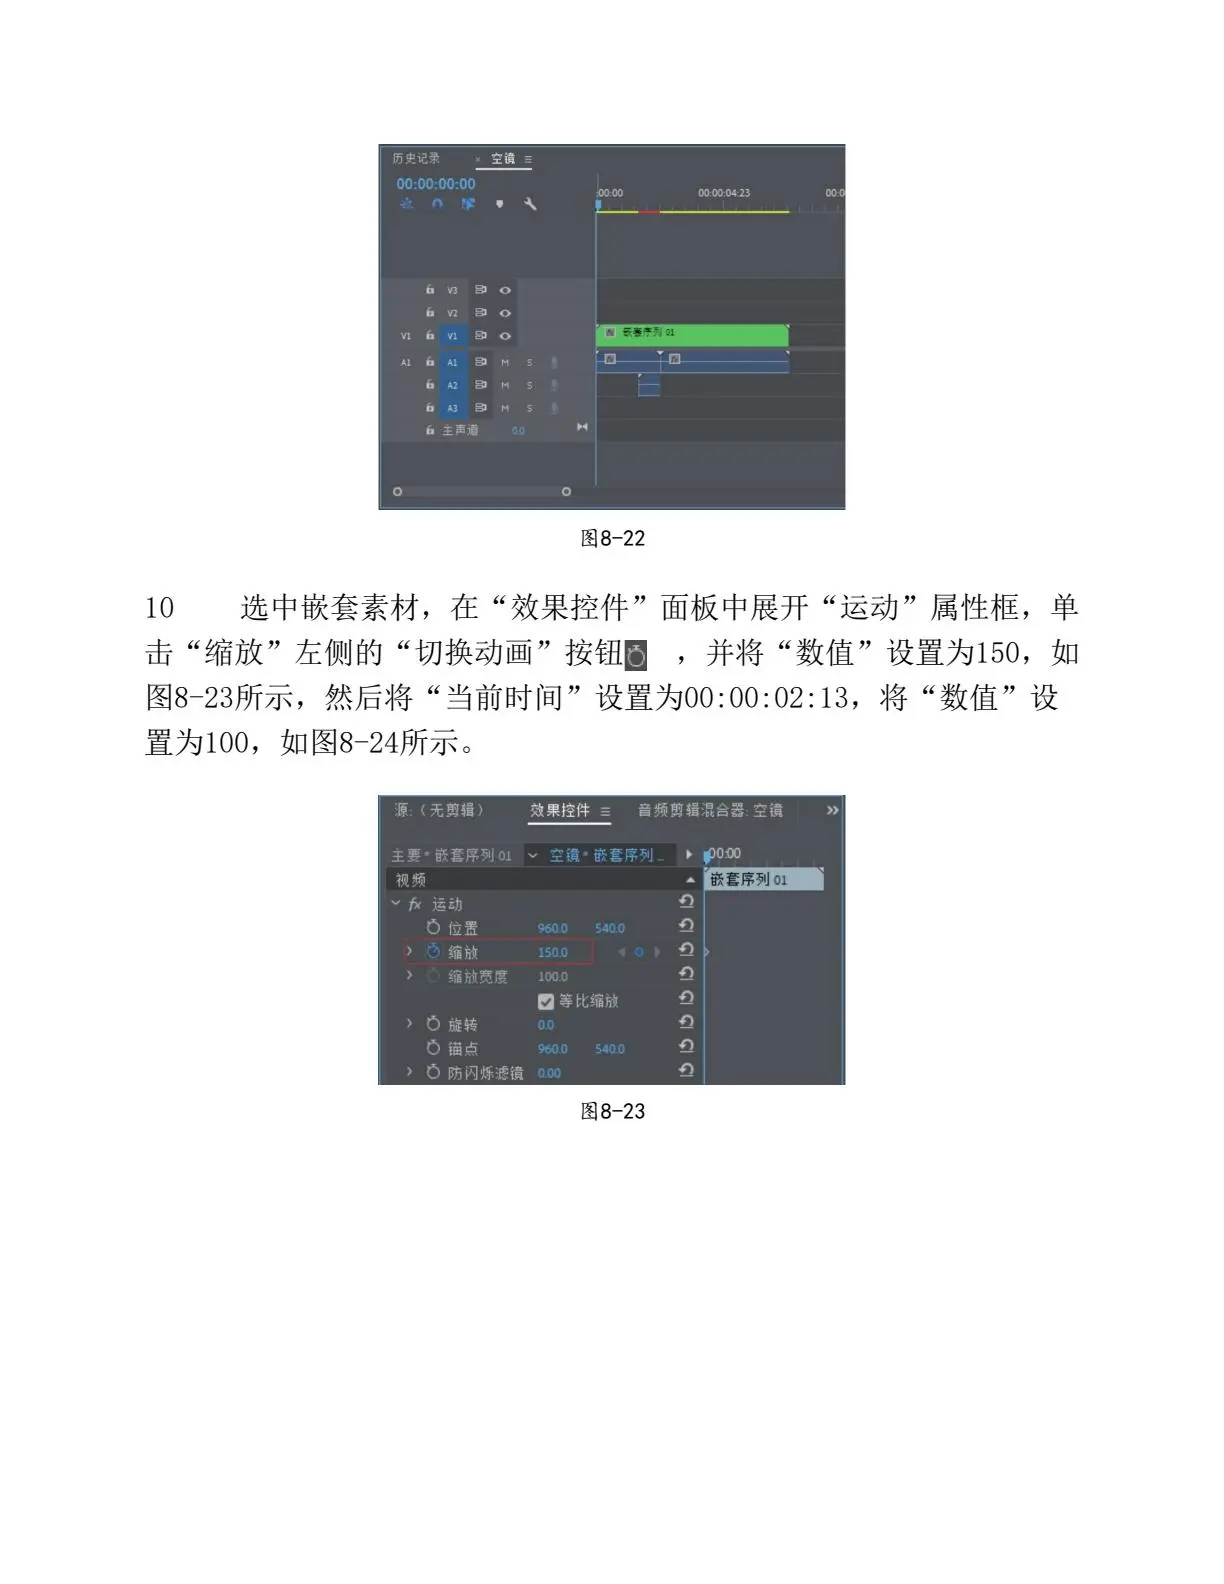 历史记录 × 空镜 ≡
00:00:00:00
:00:00 00:00:04:23 00:0
V3
V2
V1 V1 嵌套序列 01
fx fx
A1 A1 M S
A2 M S
A3 M S
主声道 0.0
图8-22
10 选中嵌套素材，在“效果控件”面板中展开“运动”属性框，单
击“缩放”左侧的“切换动画”按钮 ，并将“数值”设置为150，如
图8-23所示，然后将“当前时间”设置为00:00:02:13，将“数值”设
置为100，如图8-24所示。
源:（无剪辑） 效果控件 ≡ 音频剪辑混合器: 空镜 »
主要*嵌套序列 01 空镜*嵌套序列... :00:00
视频 嵌套序列 01
fx 运动
位置 960.0 540.0
缩放 150.0
缩放宽度 100.0
等比缩放
旋转 0.0
锚点 960.0 540.0
防闪烁滤镜 0.00
图8-23